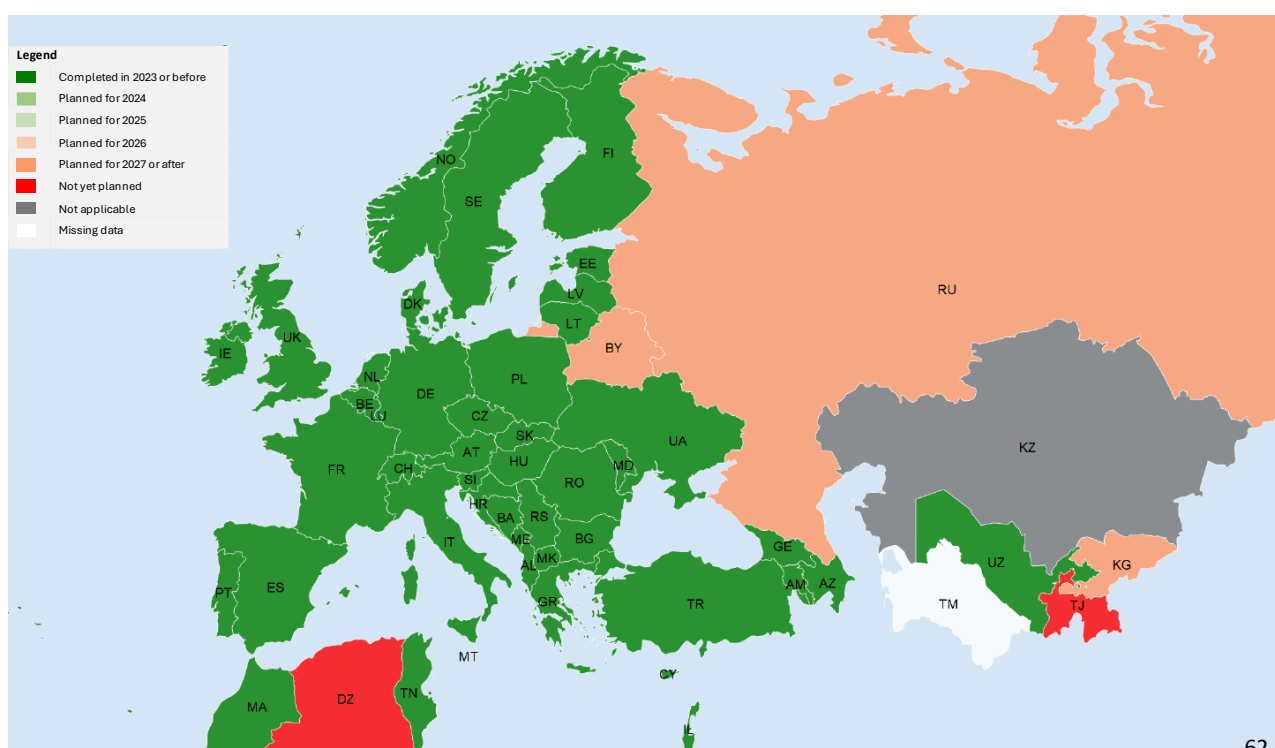 Legend
Completed in 2023 or before
Planned for 2024
Planned for 2025
Planned for 2026
Planned for 2027 or after
Not yet planned
Not applicable
Missing data
NO
FI
SE
EE
RU
LV
DK
LT
UK
BY
IE
NL
PL
DE
BE
LU
CZ
SK
UA
AT
KZ
HU
MD
CH
FR
SI
RO
HR
BA
RS
IT
ME
BG
GE
MK
UZ
AL
KG
ES
AM
AZ
PT
GR
TR
TM
TJ
MT
CY
TN
DZ
MA
IL
62